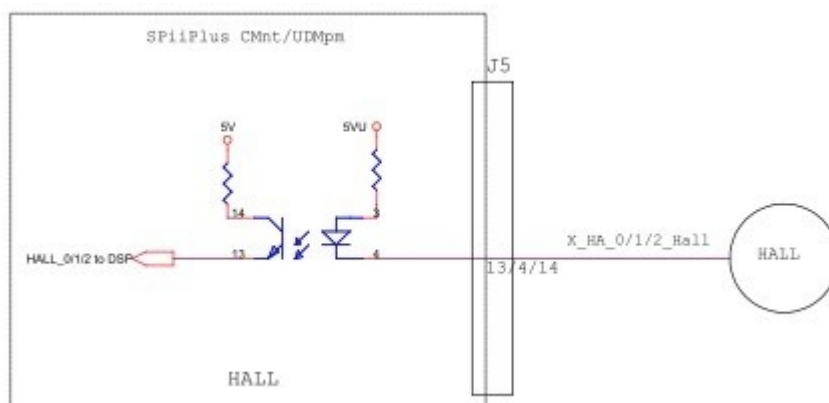 SPiiPlus CMnt/UDMpm
J5
5V
5VU
14
3
HALL_0/1/2 to DSP
13
4
13/4/14
X_HA_0/1/2_Hall
HALL
HALL